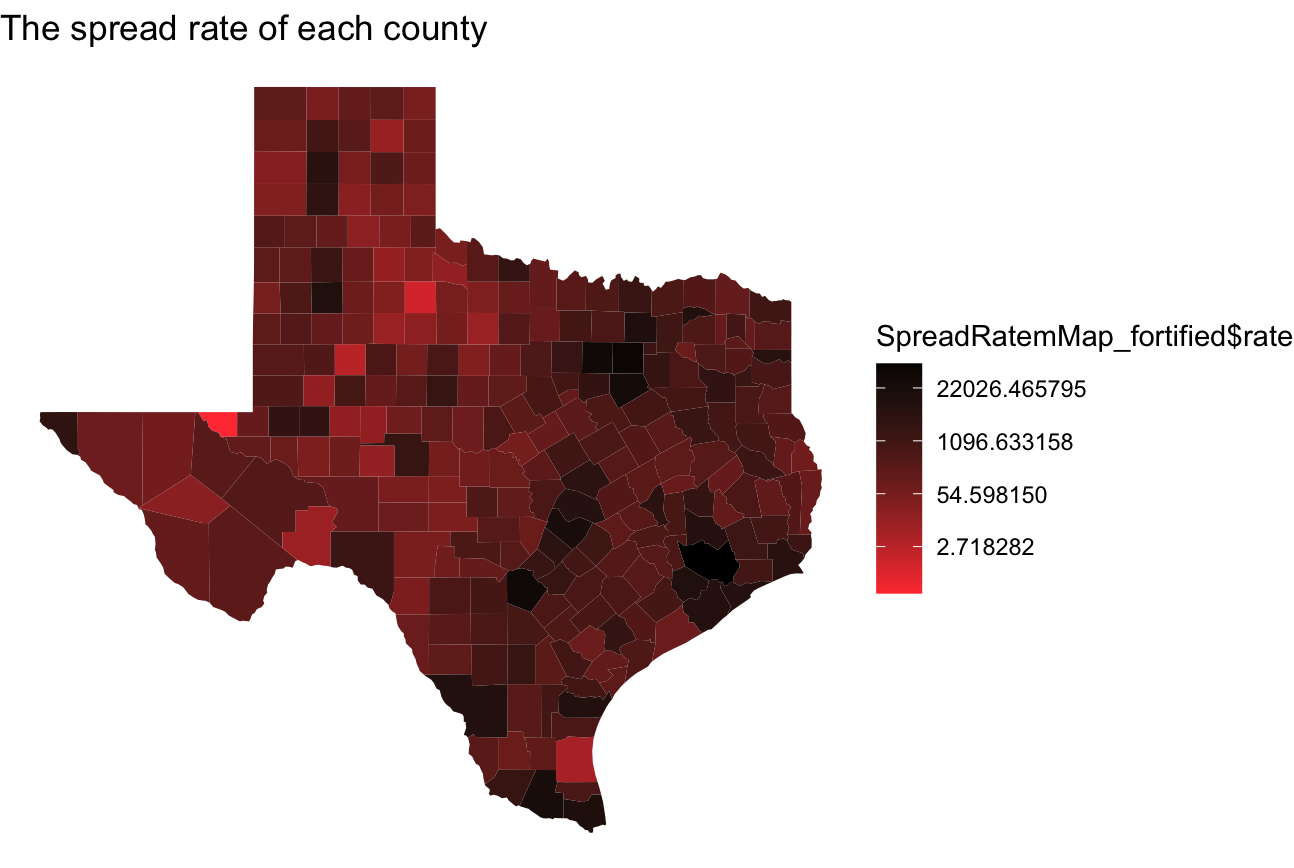 The spread rate of each county
SpreadRatemMap_fortified$rate
22026.465795
1096.633158
54.598150
2.718282